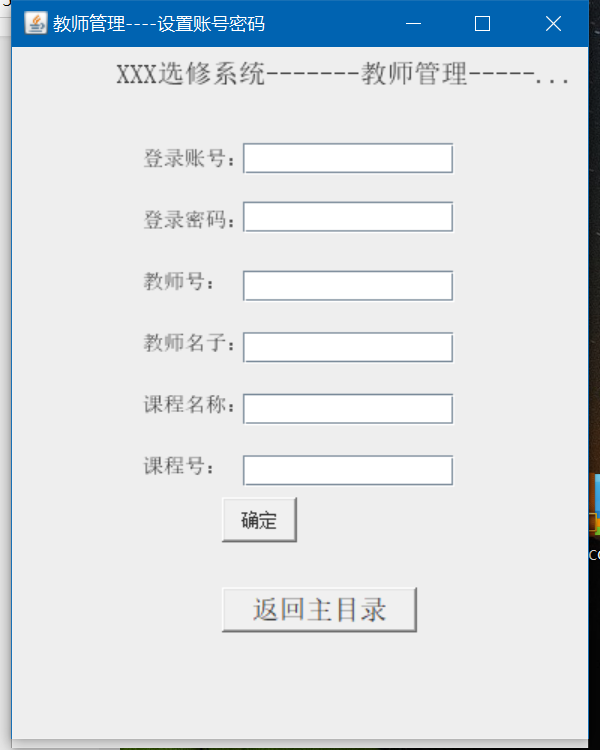 教师管理----设置账号密码
XXX选修系统-------教师管理-----...
登录账号：
登录密码：
教师号：
教师名子：
课程名称：
课程号：
确定
返回主目录